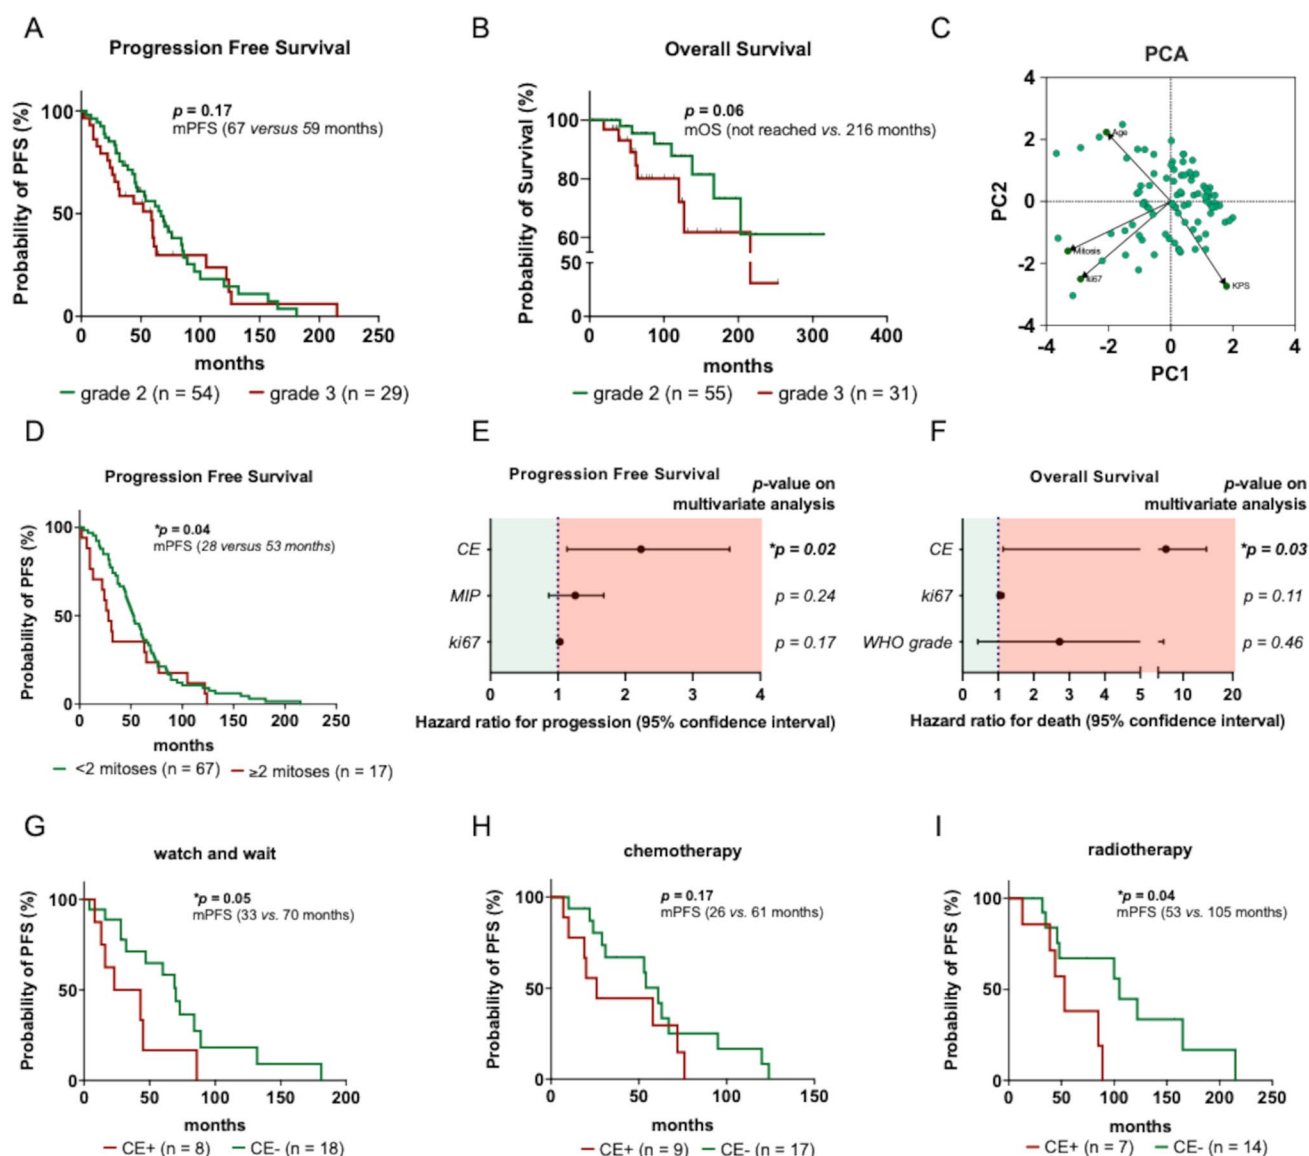 A
Progression Free Survival
p = 0.17
mPFS (67 versus 59 months)
Probability of PFS (%)
100
50
0
0 50 100 150 200 250
months
grade 2 (n = 54) grade 3 (n = 29)
B
Overall Survival
p = 0.06
mOS (not reached vs. 216 months)
Probability of Survival (%)
100
80
60
50
0
0 100 200 300 400
months
grade 2 (n = 55) grade 3 (n = 31)
C
PCA
PC2
4
2
0
-2
-4
Age
Mitosis
ki67
KPS
-4 -2 0 2 4
PC1
D
Progression Free Survival
*p = 0.04
mPFS (28 versus 53 months)
Probability of PFS (%)
100
50
0
0 50 100 150 200 250
months
<2 mitoses (n = 67) ≥2 mitoses (n = 17)
E
Progression Free Survival
p-value on
multivariate analysis
CE *p = 0.02
MIP p = 0.24
ki67 p = 0.17
0 1 2 3 4
Hazard ratio for progession (95% confidence interval)
F
Overall Survival
p-value on
multivariate analysis
CE *p = 0.03
ki67 p = 0.11
WHO grade p = 0.46
0 1 2 3 4 5 10 20
Hazard ratio for death (95% confidence interval)
G
watch and wait
*p = 0.05
mPFS (33 vs. 70 months)
Probability of PFS (%)
100
50
0
0 50 100 150 200
months
CE+ (n = 8) CE- (n = 18)
H
chemotherapy
p = 0.17
mPFS (26 vs. 61 months)
Probability of PFS (%)
100
50
0
0 50 100 150
months
CE+ (n = 9) CE- (n = 17)
I
radiotherapy
*p = 0.04
mPFS (53 vs. 105 months)
Probability of PFS (%)
100
50
0
0 50 100 150 200 250
months
CE+ (n = 7) CE- (n = 14)